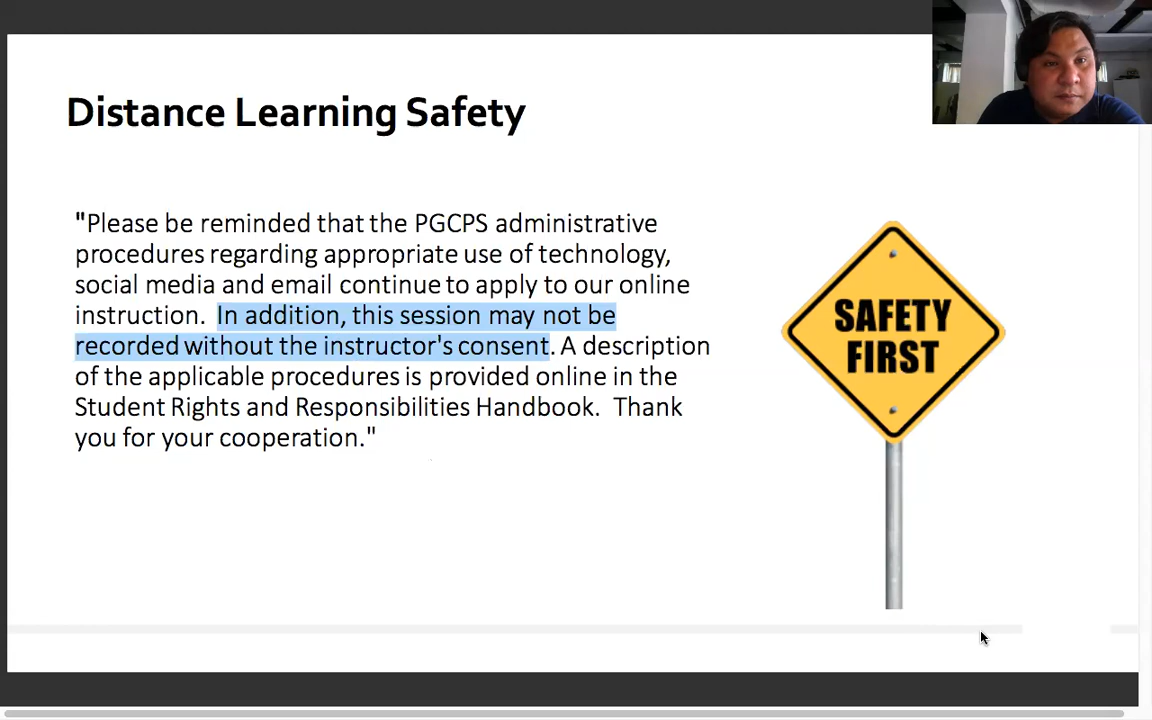 Distance Learning Safety
"Please be reminded that the PGCPS administrative
procedures regarding appropriate use of technology,
social media and email continue to apply to our online
instruction.  In addition, this session may not be
recorded without the instructor's consent. A description
of the applicable procedures is provided online in the
Student Rights and Responsibilities Handbook.  Thank
you for your cooperation."
SAFETY
FIRST